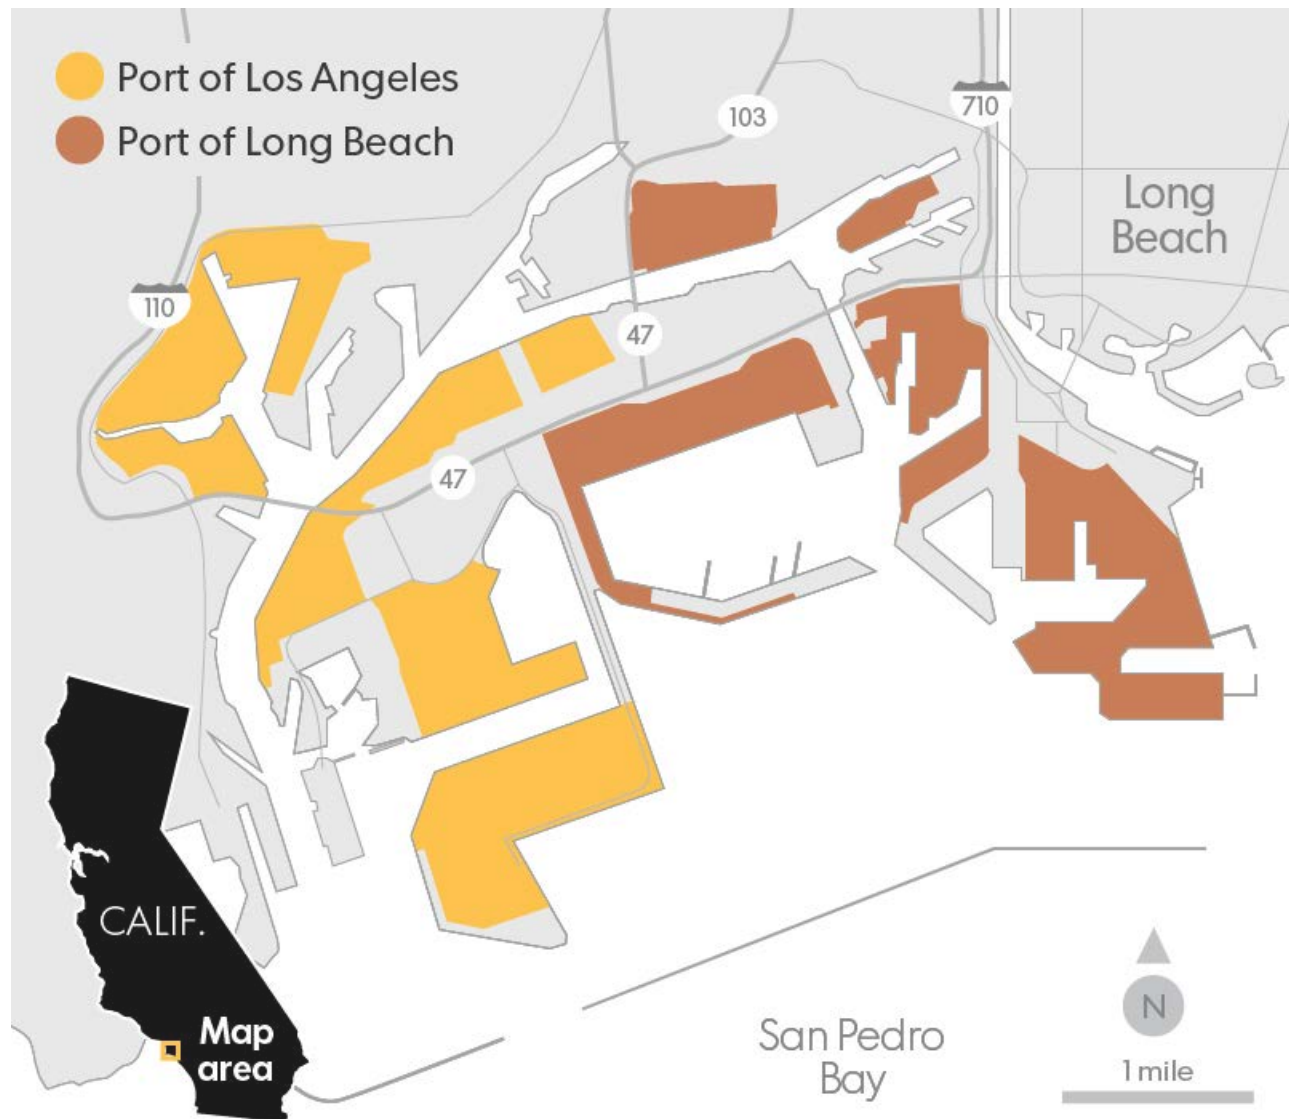 Port of Los Angeles
Port of Long Beach
103
710
Long
Beach
110
47
47
CALIF.
Map
area
San Pedro
Bay
N
1 mile